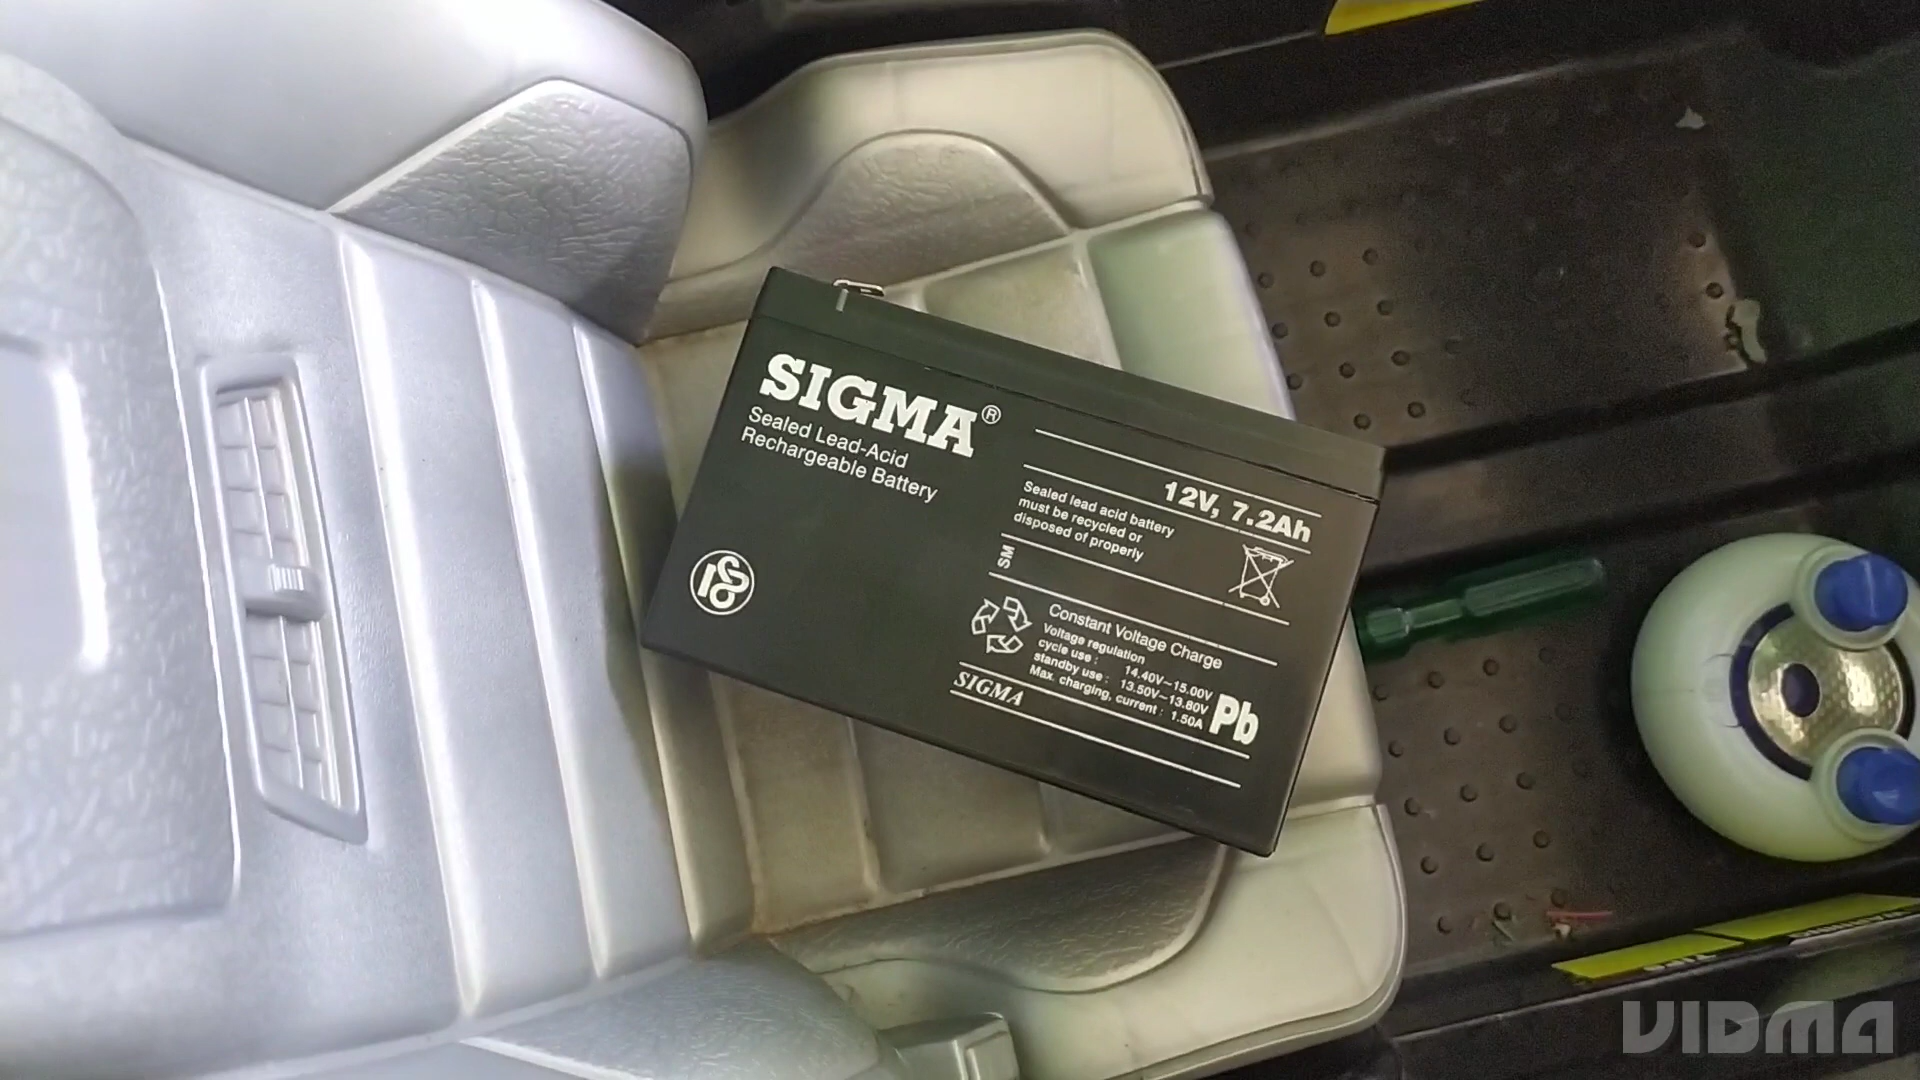 SIGMA®
Sealed Lead-Acid
Rechargeable Battery
12V, 7.2Ah
Sealed lead acid battery
must be recycled or
disposed of properly
SM
Constant Voltage Charge
Voltage regulation
cycle use : 14.40V~15.00V
standby use : 13.50V~13.80V
Max. charging, current : 1.50A
Pb
SIGMA
VIDMA